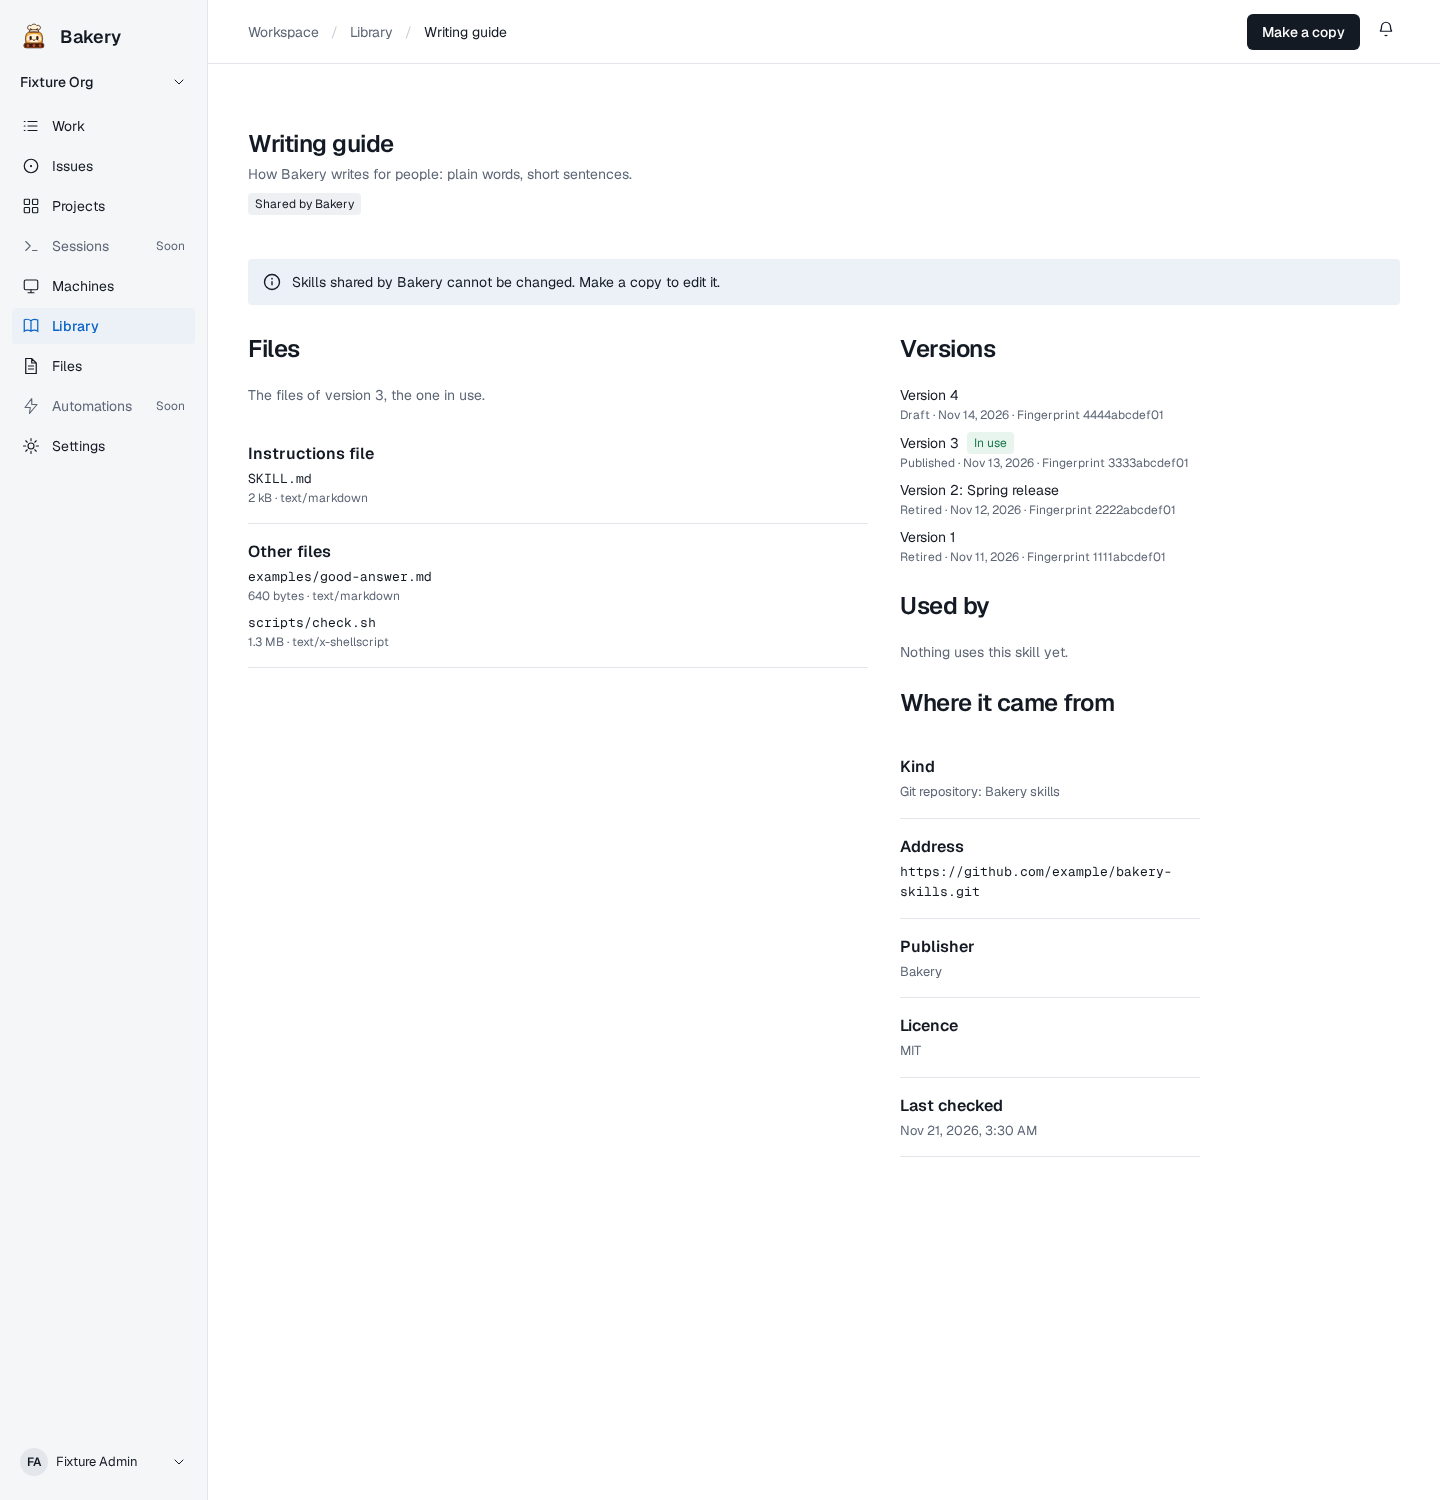 Bakery
Fixture Org
Work
Issues
Projects
Sessions Soon
Machines
Library
Files
Automations Soon
Settings
FA Fixture Admin
Workspace / Library / Writing guide
Make a copy
Writing guide
How Bakery writes for people: plain words, short sentences.
Shared by Bakery
Skills shared by Bakery cannot be changed. Make a copy to edit it.
Files
The files of version 3, the one in use.
Instructions file
SKILL.md
2 kB · text/markdown
Other files
examples/good-answer.md
640 bytes · text/markdown
scripts/check.sh
1.3 MB · text/x-shellscript
Versions
Version 4
Draft · Nov 14, 2026 · Fingerprint 4444abcdef01
Version 3 In use
Published · Nov 13, 2026 · Fingerprint 3333abcdef01
Version 2: Spring release
Retired · Nov 12, 2026 · Fingerprint 2222abcdef01
Version 1
Retired · Nov 11, 2026 · Fingerprint 1111abcdef01
Used by
Nothing uses this skill yet.
Where it came from
Kind
Git repository: Bakery skills
Address
https://github.com/example/bakery-
skills.git
Publisher
Bakery
Licence
MIT
Last checked
Nov 21, 2026, 3:30 AM